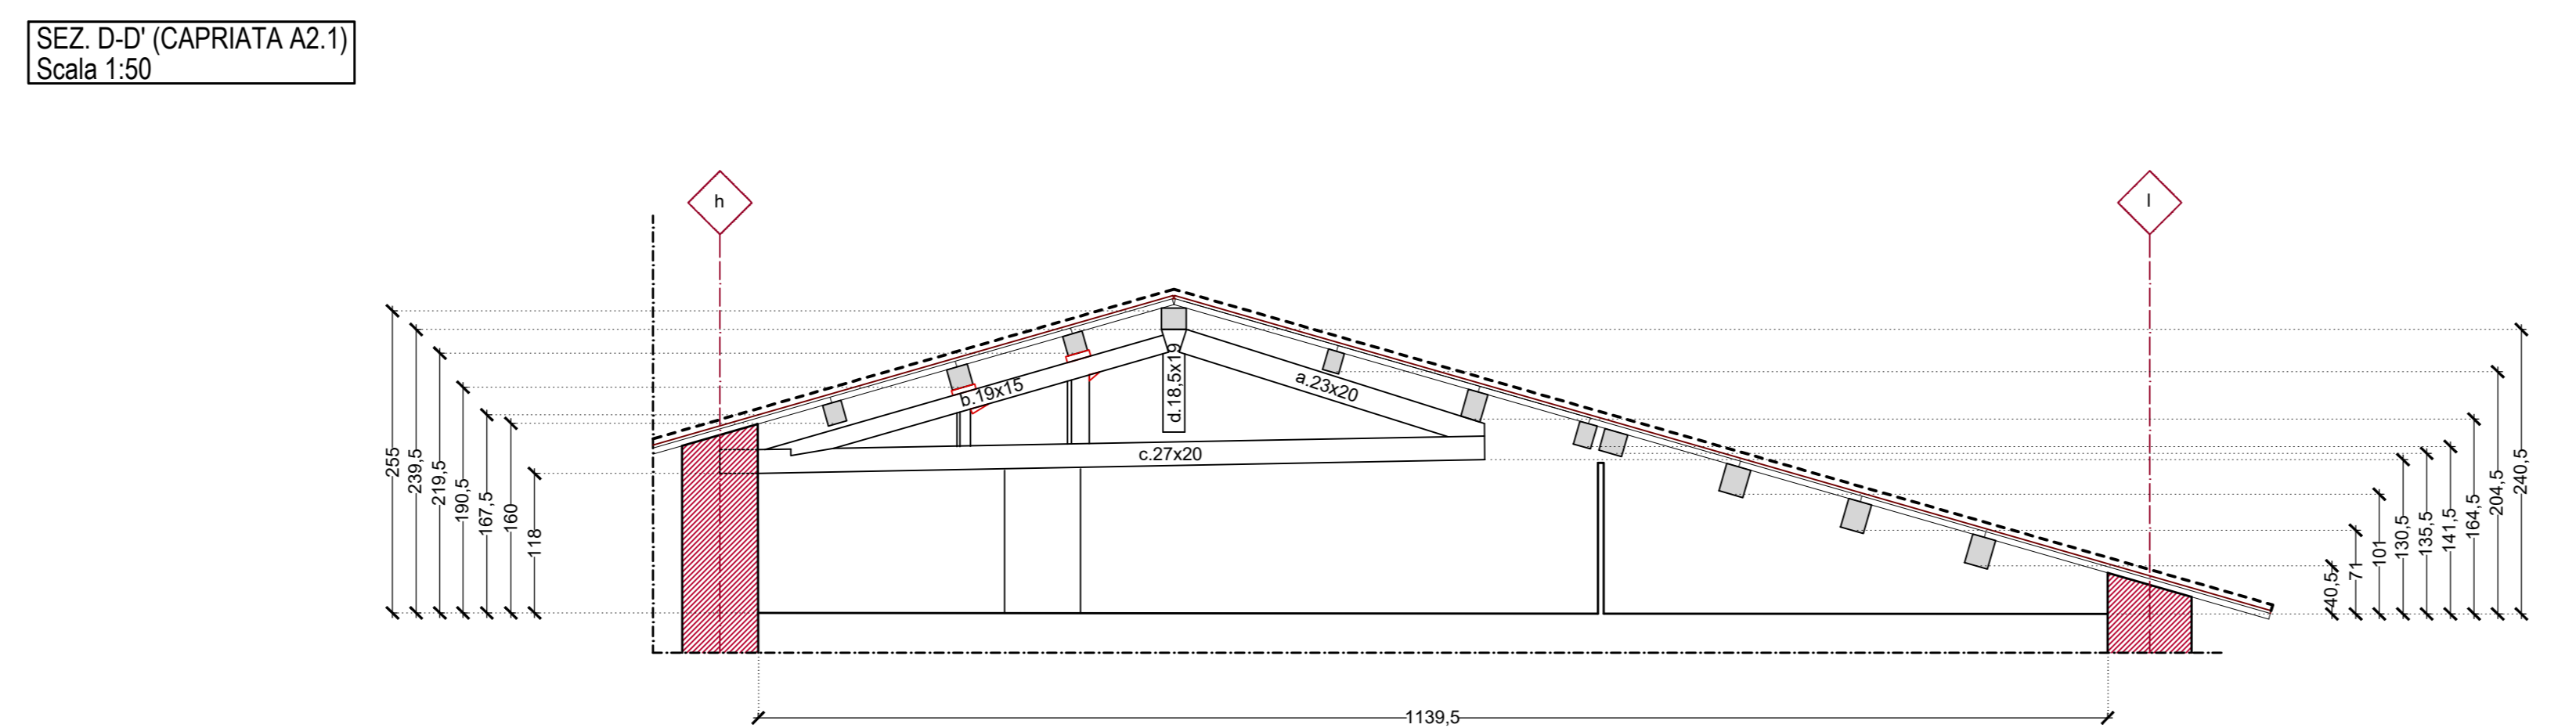 SEZ. D-D' (CAPRIATA A2.1)
Scala 1:50
h
l
255
239,5
219,5
190,5
167,5
160
118
b.19x15
d.18,5x19
a.23x20
c.27x20
40,5
71
101
130,5
135,5
141,5
164,5
204,5
240,5
1139,5